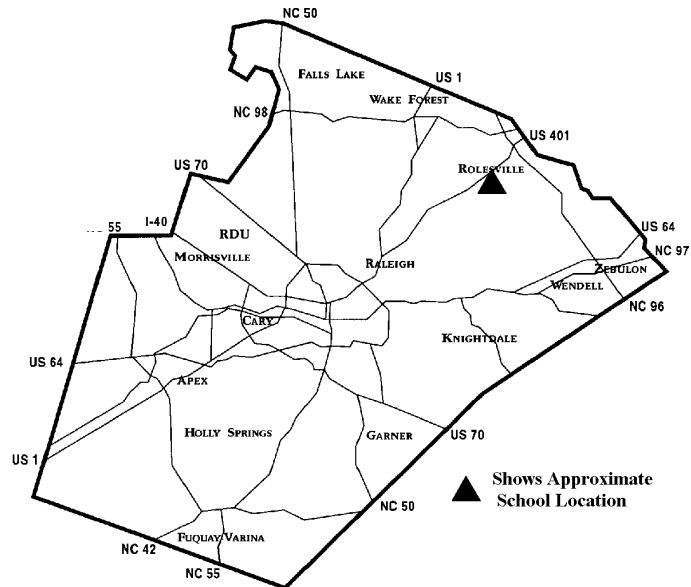 NC 50
FALLS LAKE
US 1
WAKE FOREST
NC 98
US 401
US 70
ROLESVILLE
55
I-40
RDU
US 64
MORRISVILLE
RALEIGH
NC 97
ZEBULON
WENDELL
NC 96
CARY
KNIGHTDALE
US 64
APEX
HOLLY SPRINGS
GARNER
US 70
US 1
Shows Approximate
School Location
NC 50
FUQUAY VARINA
NC 42
NC 55